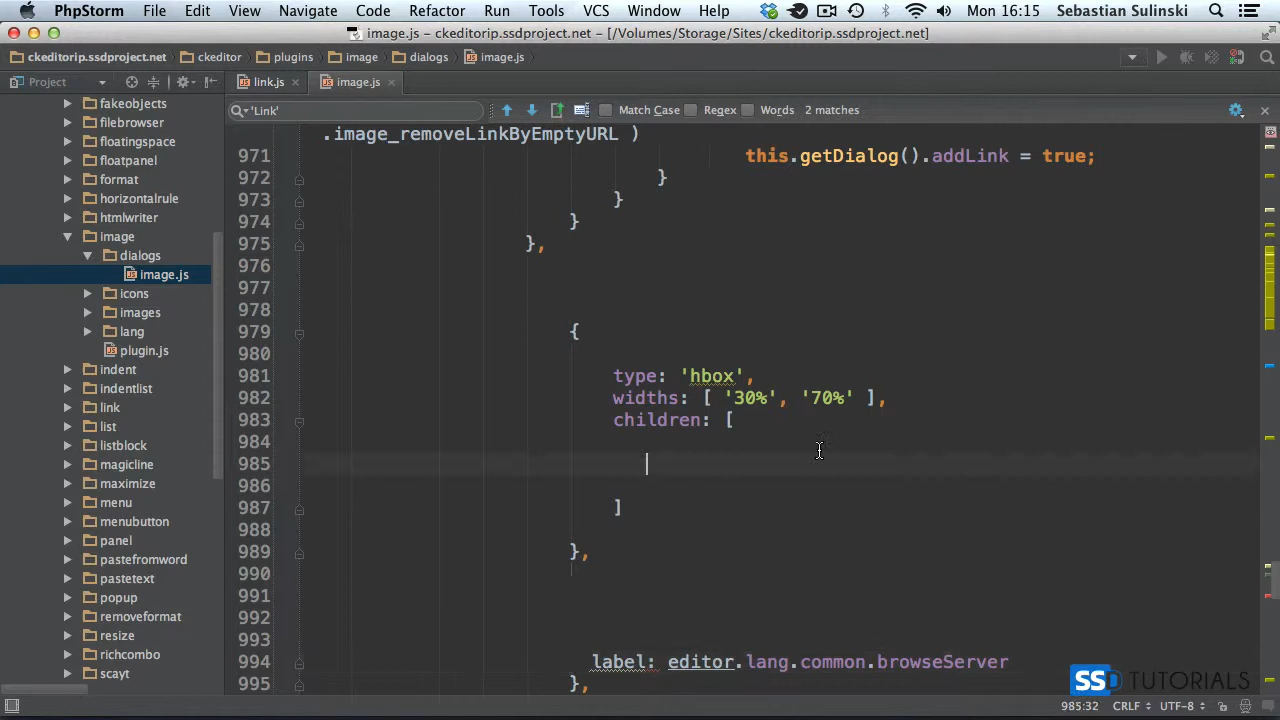 PhpStorm File Edit View Navigate Code Refactor Run Tools VCS Window Help Mon 16:15 Sebastian Sulinski
image.js - ckeditorip.ssdproject.net - [/Volumes/Storage/Sites/ckeditorip.ssdproject.net]
ckeditorip.ssdproject.net ckeditor plugins image dialogs image.js
Project link.js image.js
fakeobjects
filebrowser
floatingspace
floatpanel
format
horizontalrule
htmlwriter
image
dialogs
image.js
icons
images
lang
plugin.js
indent
indentlist
link
list
listblock
magicline
maximize
menu
menubutton
panel
pastefromword
pastetext
popup
removeformat
resize
richcombo
scayt
'Link' Match Case Regex Words 2 matches
.image_removeLinkByEmptyURL )
971 this.getDialog().addLink = true;
972 }
973 }
974 }
975 },
976
977
978
979 {
980
981 type: 'hbox',
982 widths: [ '30%', '70%' ],
983 children: [
984
985
986
987 ]
988
989 },
990
991
992
993
994 label: editor.lang.common.browseServer
995 },
SSD TUTORIALS
985:32 CRLF UTF-8